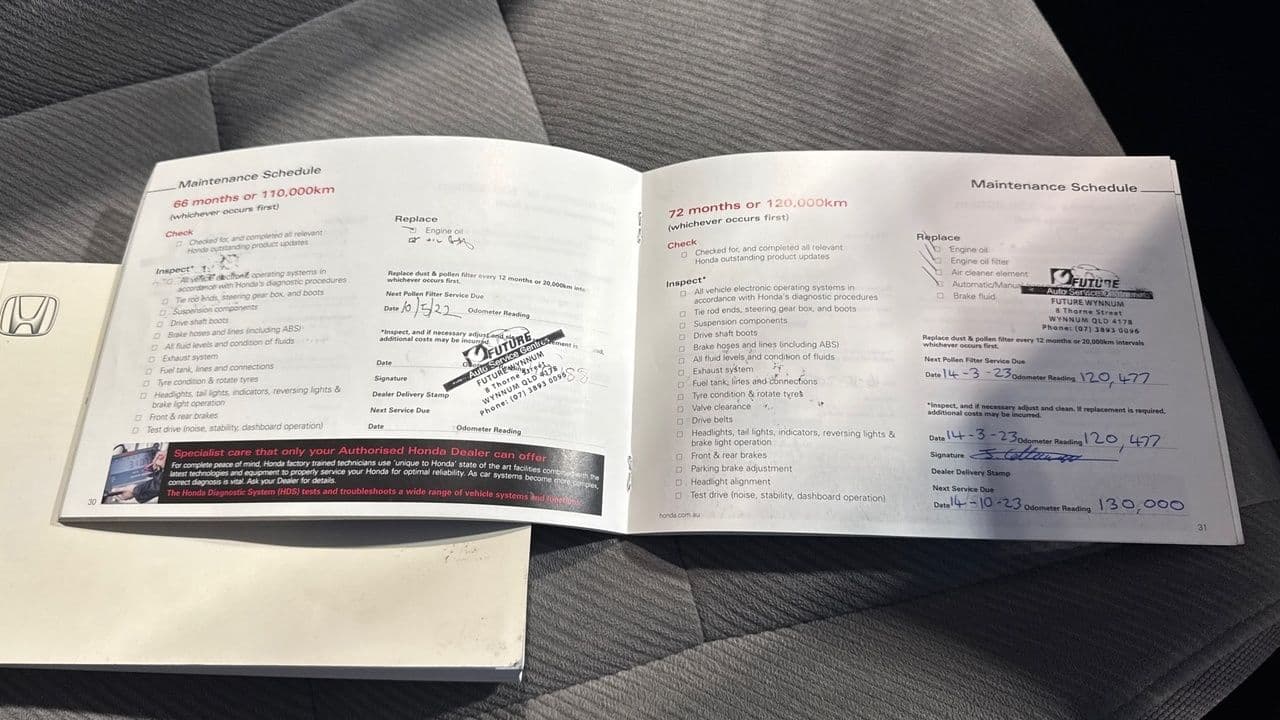 Maintenance Schedule
66 months or 110,000km
(whichever occurs first)
Check
Checked for, and completed all relevant
Honda outstanding product updates
Inspect*
All vehicle electronic operating systems in
accordance with Honda's diagnostic procedures
Tie rod ends, steering gear box, and boots
Suspension components
Drive shaft boots
Brake hoses and lines (including ABS)
All fluid levels and condition of fluids
Exhaust system
Fuel tank, lines and connections
Tyre condition & rotate tyres
Headlights, tail lights, indicators, reversing lights &
brake light operation
Front & rear brakes
Test drive (noise, stability, dashboard operation)
Replace
Engine oil
Replace dust & pollen filter every 12 months or 20,000km
whichever occurs first.
Next Pollen Filter Service Due
Date 10/5/22 Odometer Reading
*Inspect, and if necessary adjust
additional costs may be incurred.
Date
Signature
Dealer Delivery Stamp
Next Service Due
Date Odometer Reading
FUTURE
Auto Service Centres
FUTURE WYNNUM
8 Thorne Street
WYNNUM QLD 4178
Phone: (07) 3893 0096
Specialist care that only your Authorised Honda Dealer can offer
For complete peace of mind, Honda factory trained technicians use 'unique to Honda' state of the art facilities combined with the
latest technologies and equipment to properly service your Honda for optimal reliability. As car systems become more complex,
correct diagnosis is vital. Ask your Dealer for details.
The Honda Diagnostic System (HDS) tests and troubleshoots a wide range of vehicle systems and functions
30
Maintenance Schedule
72 months or 120,000km
(whichever occurs first)
Check
Checked for, and completed all relevant
Honda outstanding product updates
Inspect*
All vehicle electronic operating systems in
accordance with Honda's diagnostic procedures
Tie rod ends, steering gear box, and boots
Suspension components
Drive shaft boots
Brake hoses and lines (including ABS)
All fluid levels and condition of fluids
Exhaust system
Fuel tank, lines and connections
Tyre condition & rotate tyres
Valve clearance
Drive belts
Headlights, tail lights, indicators, reversing lights &
brake light operation
Front & rear brakes
Parking brake adjustment
Headlight alignment
Test drive (noise, stability, dashboard operation)
honda.com.au
Replace
Engine oil
Engine oil filter
Air cleaner element
Automatic/Manual
Brake fluid
FUTURE
Auto Service Centres
FUTURE WYNNUM
8 Thorne Street
WYNNUM QLD 4178
Phone: (07) 3893 0096
Replace dust & pollen filter every 12 months or 20,000km intervals
whichever occurs first.
Next Pollen Filter Service Due
Date 14-3-23 Odometer Reading 120,477
*Inspect, and if necessary adjust and clean. If replacement is required,
additional costs may be incurred.
Date 14-3-23 Odometer Reading 120,477
Signature
Dealer Delivery Stamp
Next Service Due
Date 14-10-23 Odometer Reading 130,000
31